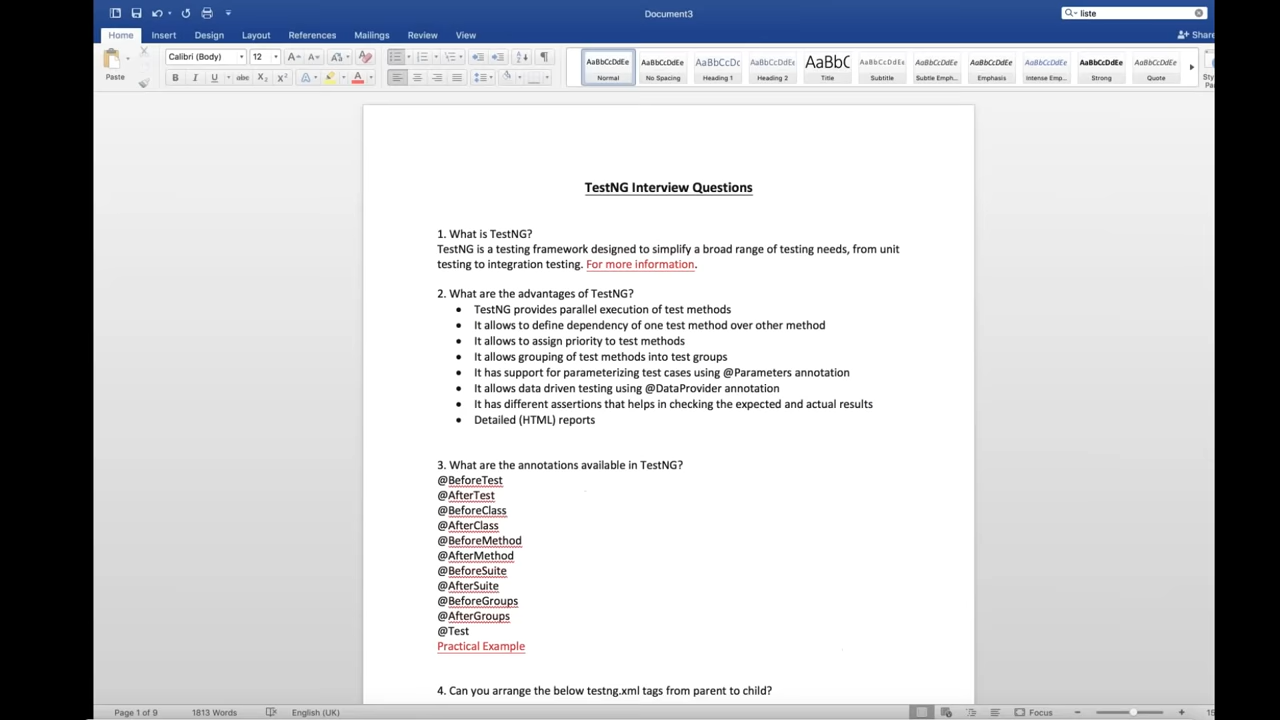 Document3
liste
Home Insert Design Layout References Mailings Review View Share
Paste
Calibri (Body) 12
B I U abc X₂ X²
AaBbCcDdEe AaBbCcDdEe AaBbCcDc AaBbCcDdEe AaBbC AaBbCcDdEe AaBbCcDdEe AaBbCcDdEe AaBbCcDdEe AaBbCcDdEe AaBbCcDdEe
Normal No Spacing Heading 1 Heading 2 Title Subtitle Subtle Emph... Emphasis Intense Emp... Strong Quote
TestNG Interview Questions
1. What is TestNG?
TestNG is a testing framework designed to simplify a broad range of testing needs, from unit
testing to integration testing. For more information.
2. What are the advantages of TestNG?
• TestNG provides parallel execution of test methods
• It allows to define dependency of one test method over other method
• It allows to assign priority to test methods
• It allows grouping of test methods into test groups
• It has support for parameterizing test cases using @Parameters annotation
• It allows data driven testing using @DataProvider annotation
• It has different assertions that helps in checking the expected and actual results
• Detailed (HTML) reports
3. What are the annotations available in TestNG?
@BeforeTest
@AfterTest
@BeforeClass
@AfterClass
@BeforeMethod
@AfterMethod
@BeforeSuite
@AfterSuite
@BeforeGroups
@AfterGroups
@Test
Practical Example
4. Can you arrange the below testng.xml tags from parent to child?
Page 1 of 9 1813 Words English (UK) Focus